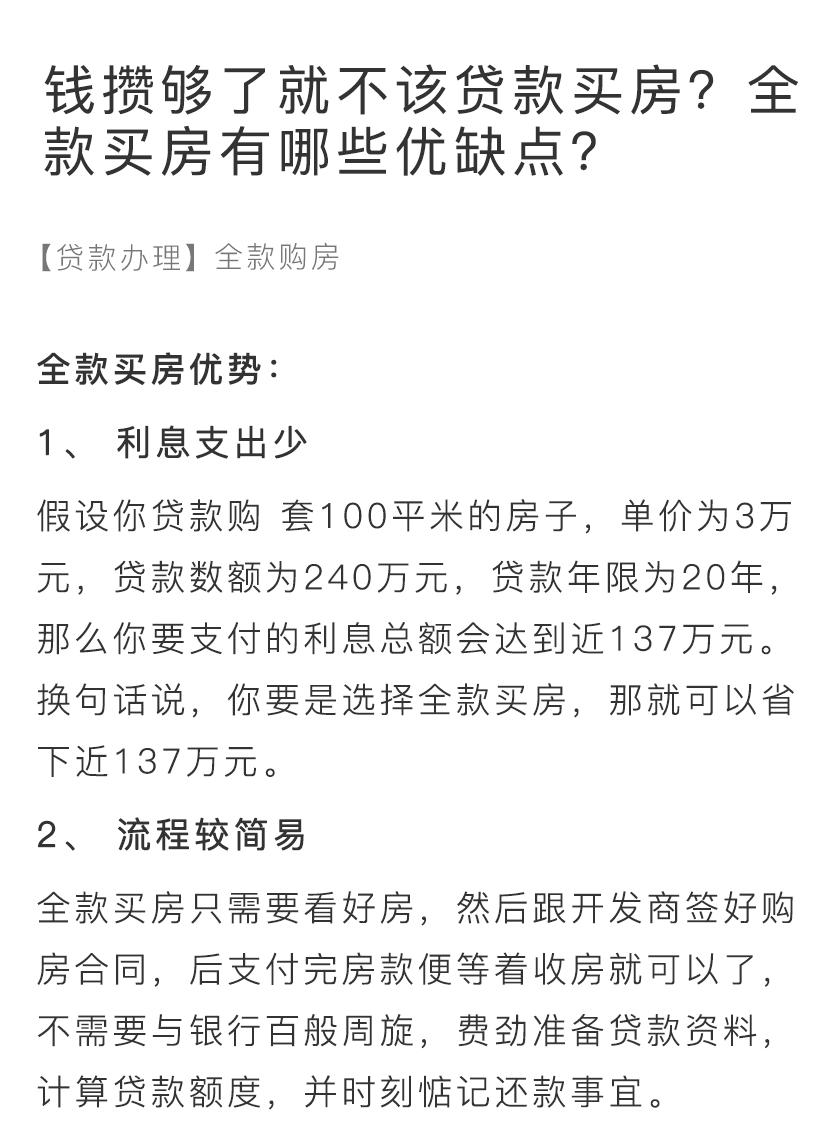 钱攒够了就不该贷款买房？全
款买房有哪些优缺点？
【贷款办理】全款购房
全款买房优势：
1、 利息支出少
假设你贷款购 套100平米的房子，单价为3万
元，贷款数额为240万元，贷款年限为20年，
那么你要支付的利息总额会达到近137万元。
换句话说，你要是选择全款买房，那就可以省
下近137万元。
2、 流程较简易
全款买房只需要看好房，然后跟开发商签好购
房合同，后支付完房款便等着收房就可以了，
不需要与银行百般周旋，费劲准备贷款资料，
计算贷款额度，并时刻惦记还款事宜。